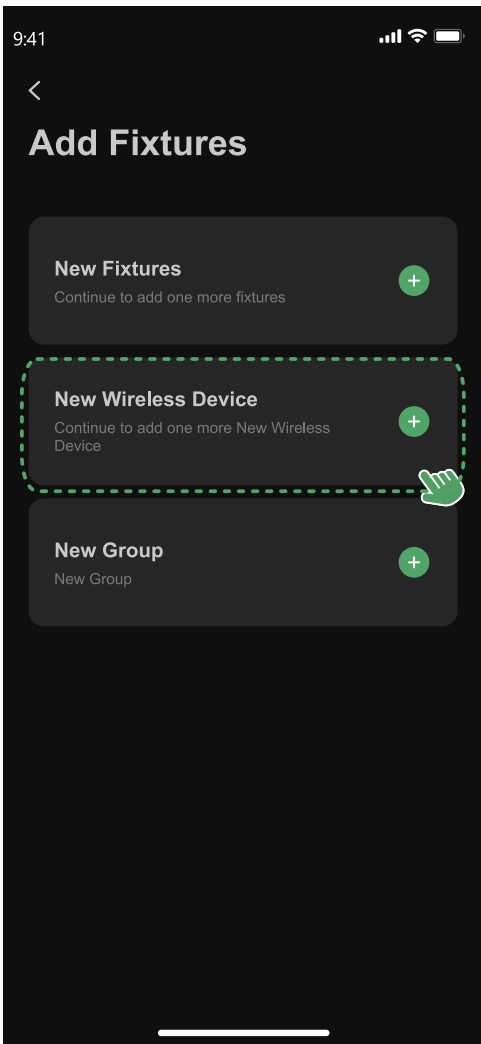 9:41
Add Fixtures
New Fixtures
Continue to add one more fixtures
New Wireless Device
Continue to add one more New Wireless
Device
New Group
New Group